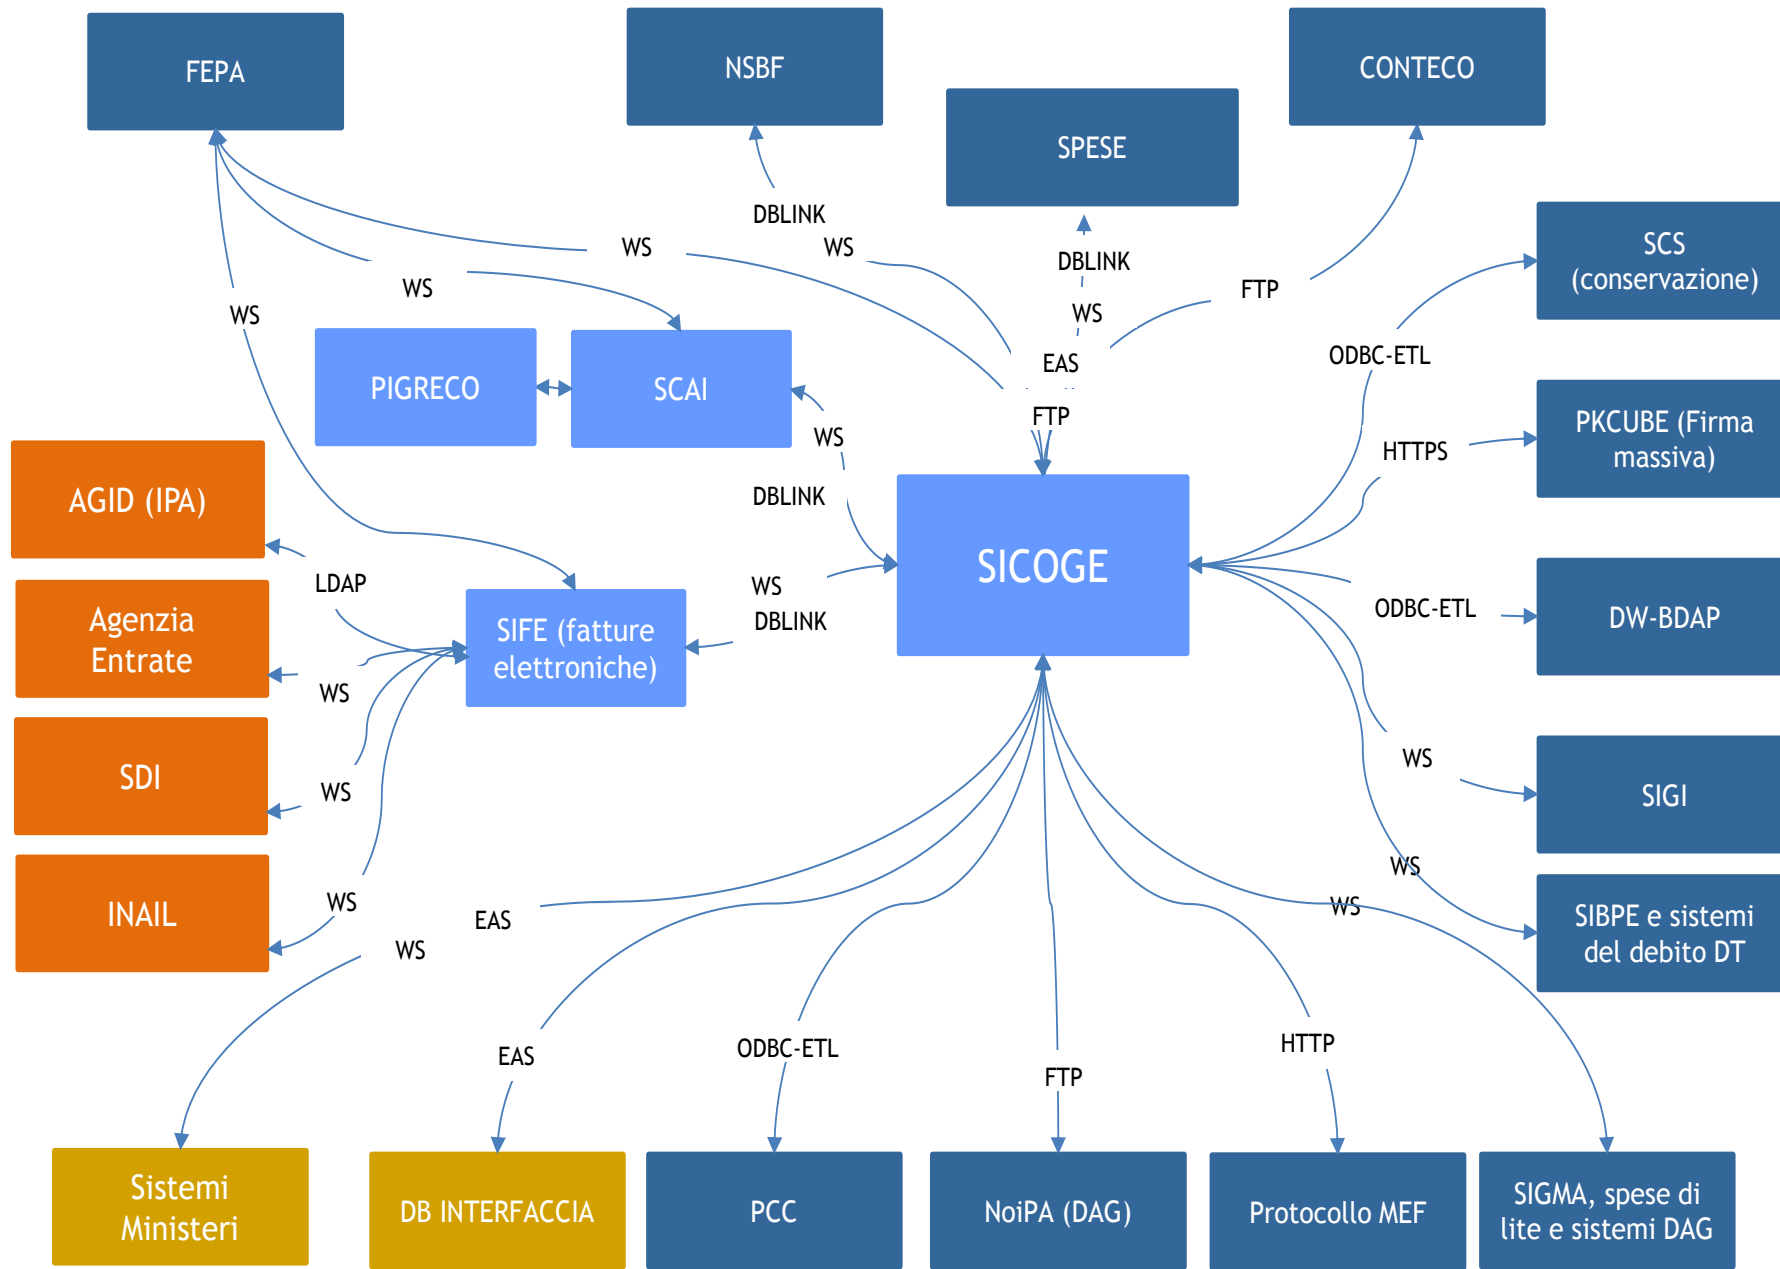 FEPA
NSBF
CONTECO
SPESE
DBLINK
WS
WS
DBLINK
SCS
(conservazione)
WS
WS
FTP
WS
ODBC-ETL
EAS
PIGRECO
SCAI
FTP
WS
PKCUBE (Firma
massiva)
HTTPS
AGID (IPA)
DBLINK
SICOGE
LDAP
WS
DBLINK
ODBC-ETL
DW-BDAP
Agenzia
Entrate
SIFE (fatture
elettroniche)
WS
SDI
WS
WS
SIGI
WS
INAIL
WS
EAS
WS
WS
SIBPE e sistemi
del debito DT
EAS
ODBC-ETL
FTP
HTTP
Sistemi
Ministeri
DB INTERFACCIA
PCC
NoiPA (DAG)
Protocollo MEF
SIGMA, spese di
lite e sistemi DAG